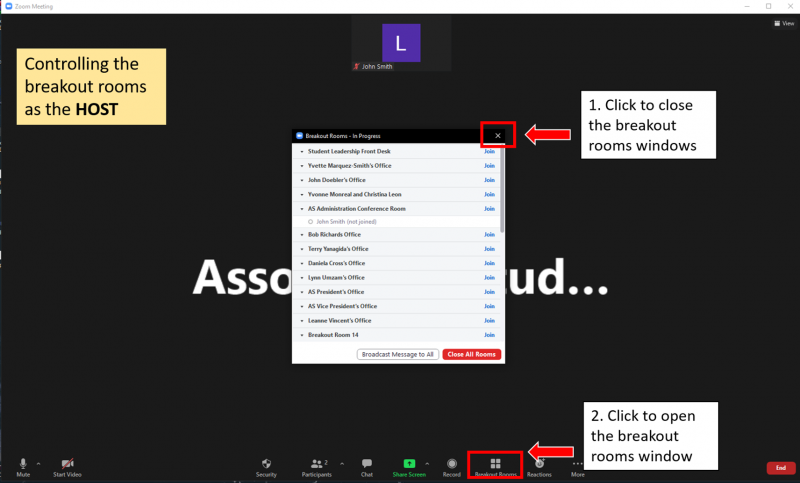 Zoom Meeting
View
L
John Smith
Controlling the
breakout rooms
as the HOST
1. Click to close
the breakout
rooms windows
Breakout Rooms - In Progress
Student Leadership Front Desk Join
Yvette Marquez-Smith's Office Join
John Doebler's Office Join
Yvonne Monreal and Christina Leon Join
AS Administration Conference Room Join
John Smith (not joined)
Bob Richards Office Join
Terry Yanagida's Office Join
Daniela Cross's Office Join
Lynn Umzam's Office Join
AS President's Office Join
AS Vice President's Office Join
Leanne Vincent's Office Join
Breakout Room 14 Join
Broadcast Message to All Close All Rooms
Asso tud...
2. Click to open
the breakout
rooms window
Mute Start Video Security Participants 2 Chat Share Screen Record Breakout Rooms Reactions More End